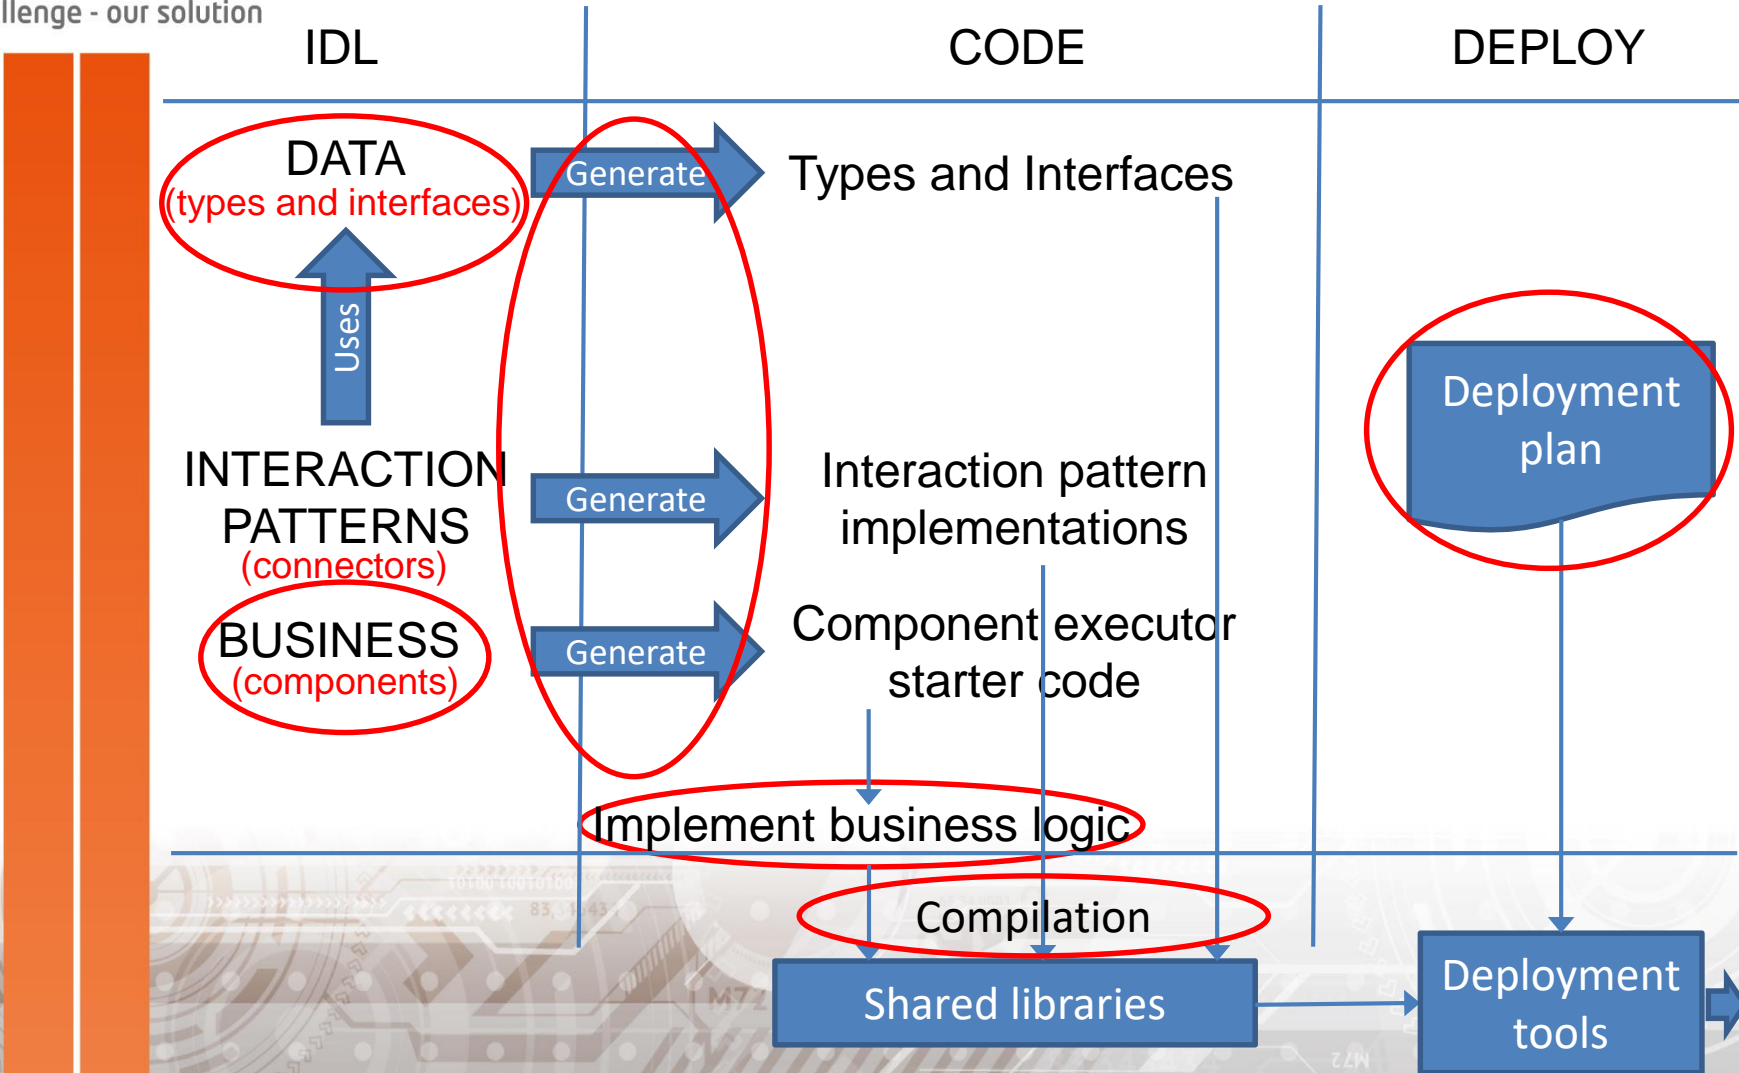 our solution
IDL
CODE
DEPLOY
DATA
(types and interfaces)
Generate
Types and Interfaces
Uses
INTERACTION
PATTERNS
(connectors)
Generate
Interaction pattern
implementations
Deployment
plan
BUSINESS
(components)
Generate
Component executor
starter code
Implement business logic
Compilation
Shared libraries
Deployment
tools
M72
M72